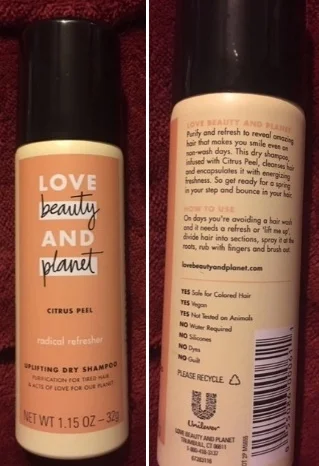 LOVE
beauty
AND
planet
CITRUS PEEL
radical refresher
UPLIFTING DRY SHAMPOO
PURIFICATION FOR TIRED HAIR
& ACTS OF LOVE FOR OUR PLANET
NET WT 1.15 OZ – 32g
LOVE BEAUTY AND PLANET
Purify and refresh to reveal amazing
hair that makes you smile even on
un-wash days. This dry shampoo,
infused with Citrus Peel, cleanses hair
and encapsulates it with energizing
freshness. So get ready for a spring
in your step and bounce in your hair.
HOW TO USE
On days you're avoiding a hair wash
and it needs a refresh or 'lift me up',
divide hair into sections, spray it at the
roots, rub with fingers and brush out.
lovebeautyandplanet.com
YES Safe for Colored Hair
YES Vegan
YES Not Tested on Animals
NO Water Required
NO Silicones
NO Dyes
NO Guilt
PLEASE RECYCLE.
Unilever
LOVE BEAUTY AND PLANET
TRUMBULL, CT 06611